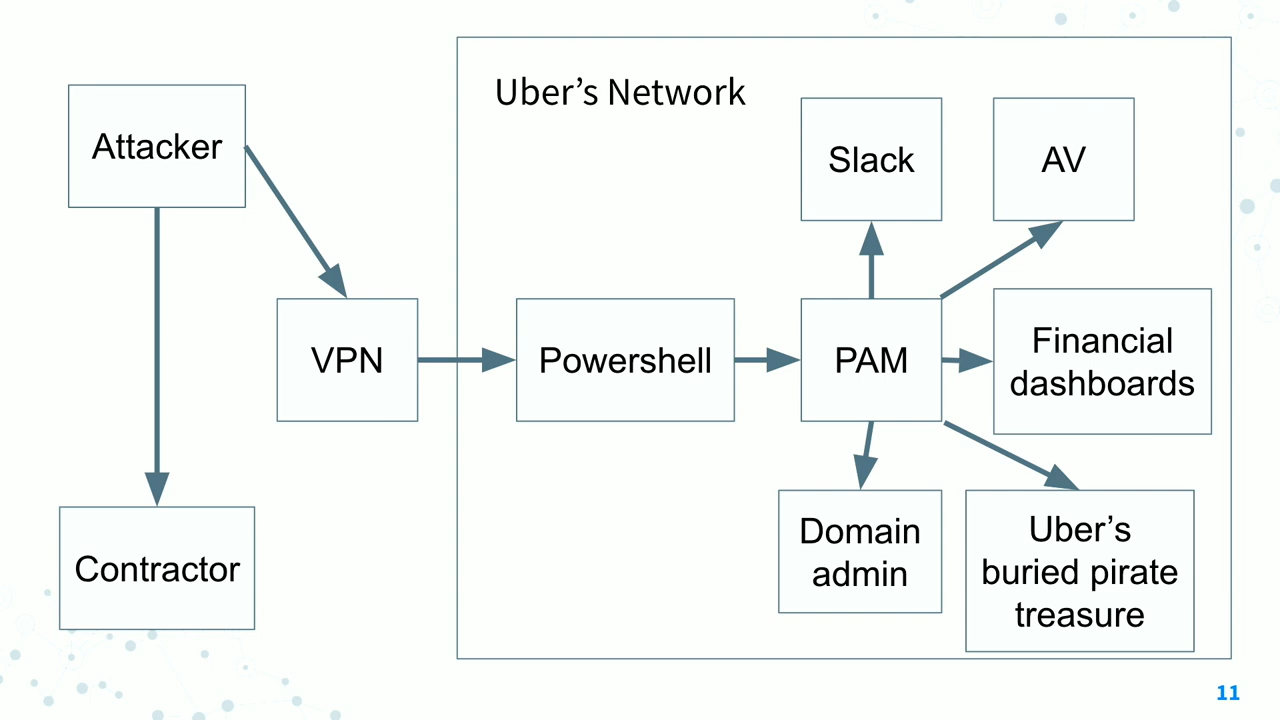 Uber’s Network
Attacker
Slack
AV
VPN
Powershell
PAM
Financial
dashboards
Contractor
Domain
admin
Uber’s
buried pirate
treasure
11